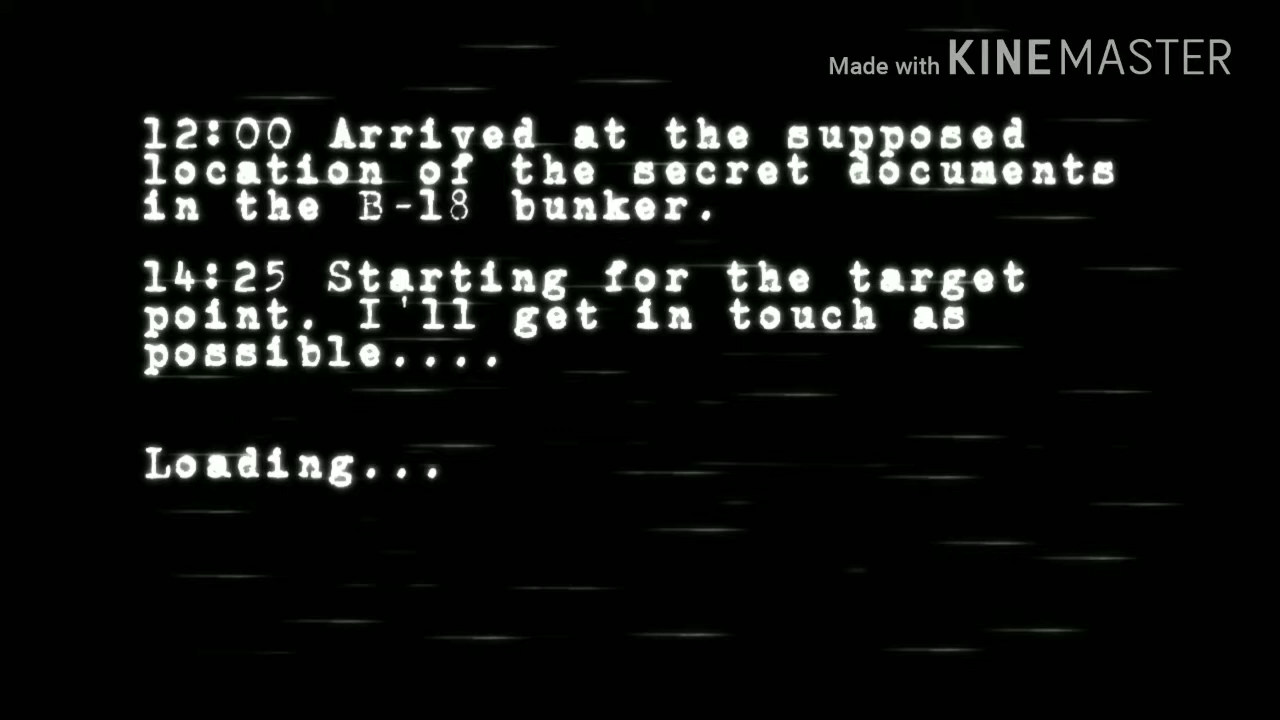 Made with KINEMASTER
12:00 Arrived at the supposed
location of the secret documents
in the B-18 bunker.
14:25 Starting for the target
point. I'll get in touch as
possible....
Loading...